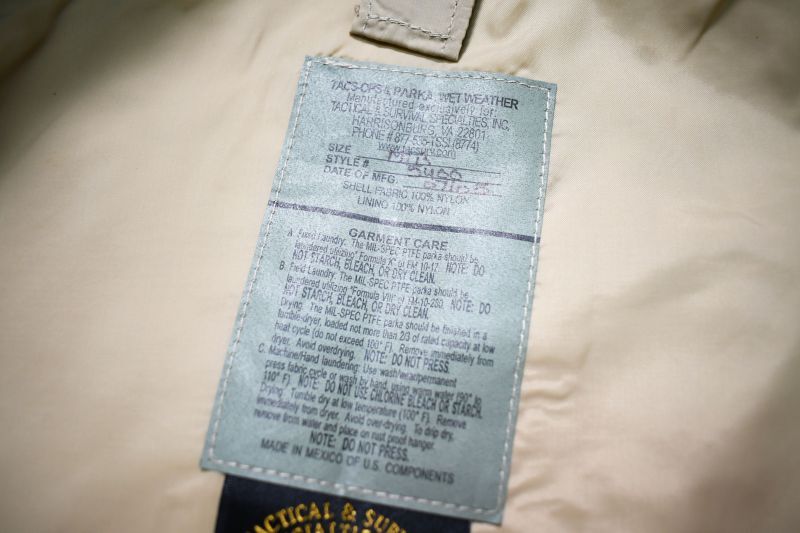 TACS-OPS 4 PARKA, WET WEATHER
Manufactured exclusively for:
TACTICAL & SURVIVAL SPECIALTIES, INC.
HARRISONBURG, VA 22801
PHONE # 877-535-TSSI (8774)
SIZE
STYLE #
DATE OF MFG.
SHELL FABRIC 100% NYLON
LINING 100% NYLON
GARMENT CARE
A. Fixed Laundry: The MIL-SPEC PTFE parka should be
laundered utilizing "Formula of FM 10-17. NOTE: DO
NOT STARCH, BLEACH, OR DRY CLEAN.
B. Field Laundry: The MIL-SPEC PTFE parka should be
laundered utilizing "Formula of FM-10-280. NOTE: DO
NOT STARCH, BLEACH, OR DRY CLEAN.
Drying: The MIL-SPEC PTFE parka should be finished in a
tumble-dryer, loaded not more than 2/3 of rated capacity at low
heat cycle (do not exceed 100° F). Remove immediately from
dryer. Avoid overdrying. NOTE: DO NOT PRESS.
C. Machine/Hand laundering: Use wash/wear/permanent
press fabric cycle or wash by hand, using warm water (90° to
(110° F). NOTE: DO NOT USE CHLORINE BLEACH OR STARCH.
Drying: Tumble dry at low temperature (100° F). Remove
immediately from dryer. Avoid over-drying. To drip dry,
remove from water and place on rust proof hanger.
NOTE: DO NOT PRESS.
MADE IN MEXICO OF U.S. COMPONENTS
TACTICAL & SURV